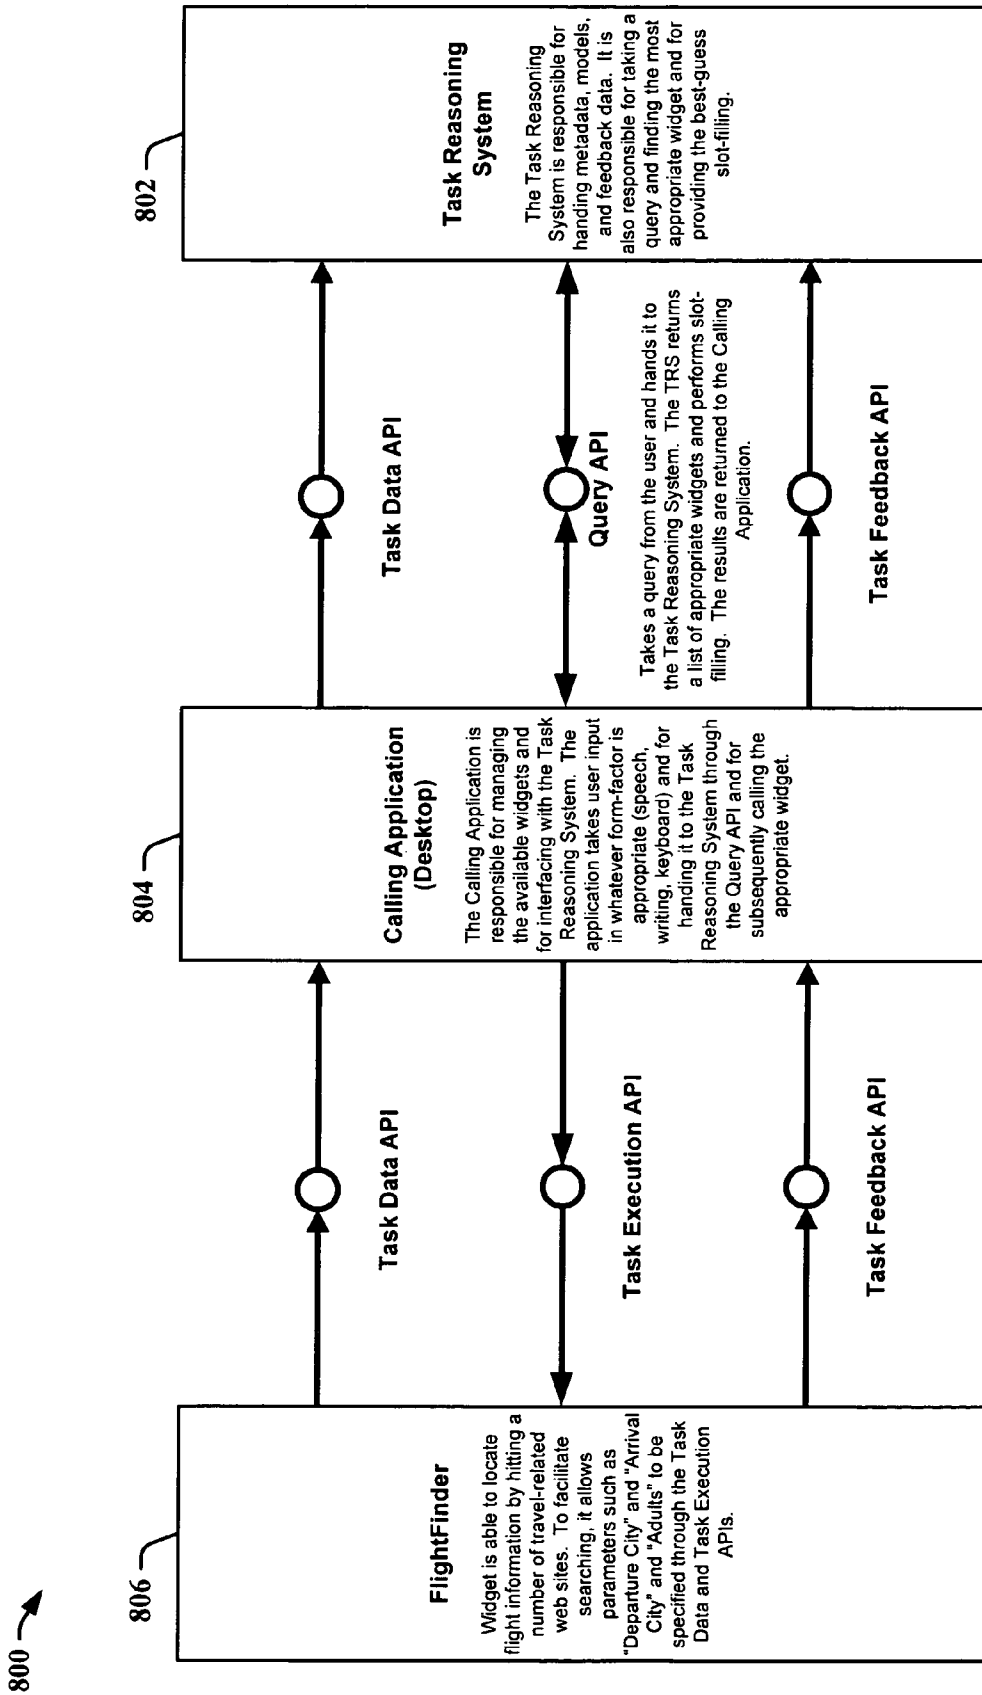 800
806
FlightFinder
Widget is able to locate
flight information by hitting a
number of travel-related
web sites. To facilitate
searching, it allows
parameters such as
"Departure City" and "Arrival
City" and "Adults" to be
specified through the Task
Data and Task Execution
APIs.
Task Data API
Task Execution API
Task Feedback API
804
Calling Application
(Desktop)
The Calling Application is
responsible for managing
the available widgets and
for interfacing with the Task
Reasoning System. The
application takes user input
in whatever form-factor is
appropriate (speech,
writing, keyboard) and for
handing it to the Task
Reasoning System through
the Query API and for
subsequently calling the
appropriate widget.
Task Data API
Query API
Takes a query from the user and hands it to
the Task Reasoning System. The TRS returns
a list of appropriate widgets and performs slot-
filling. The results are returned to the Calling
Application.
Task Feedback API
802
Task Reasoning
System
The Task Reasoning
System is responsible for
handing metadata, models,
and feedback data. It is
also responsible for taking a
query and finding the most
appropriate widget and for
providing the best-guess
slot-filling.